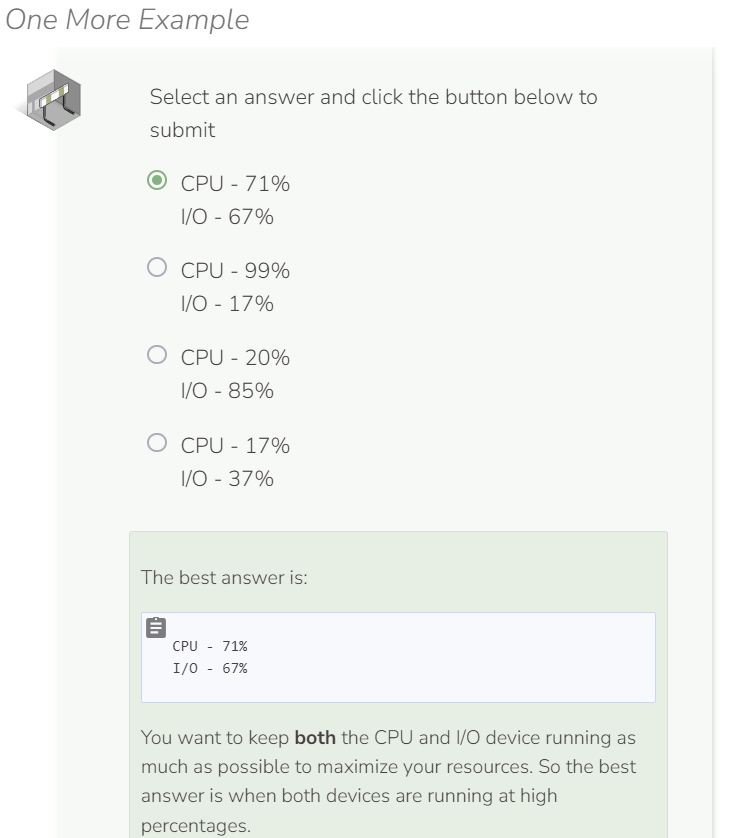 One More Example
Select an answer and click the button below to
submit
CPU - 71%
I/O - 67%
CPU - 99%
I/O - 17%
CPU - 20%
I/O - 85%
CPU - 17%
I/O - 37%
The best answer is:
CPU - 71%
I/O - 67%
You want to keep both the CPU and I/O device running as
much as possible to maximize your resources. So the best
answer is when both devices are running at high
percentages.